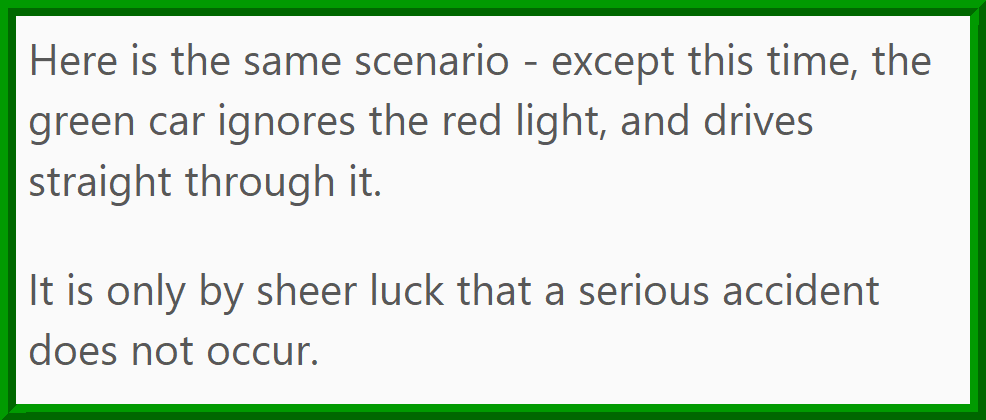 Here is the same scenario - except this time, the
green car ignores the red light, and drives
straight through it.
It is only by sheer luck that a serious accident
does not occur.